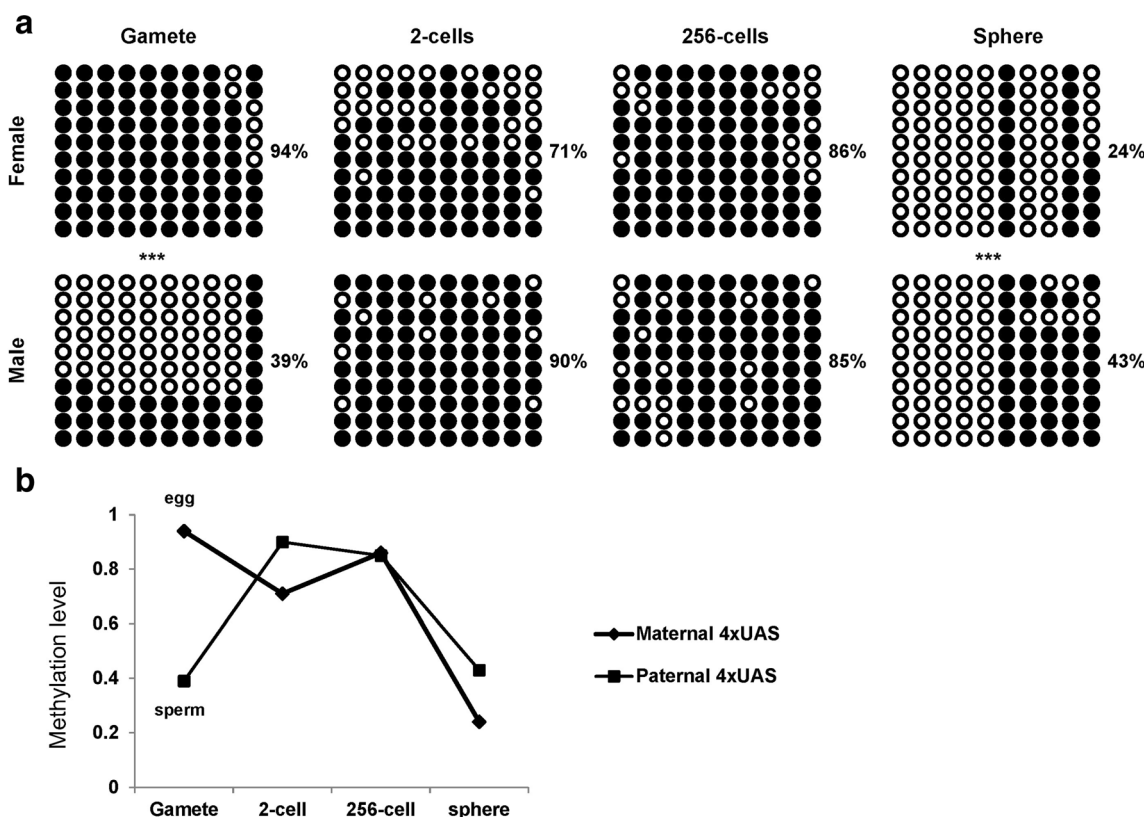 a
Gamete 2-cells 256-cells Sphere
Female
94% 71% 86% 24%
*** ***
Male
39% 90% 85% 43%
b
Methylation level
1
0.8
0.6
0.4
0.2
0
egg
sperm
Gamete 2-cell 256-cell sphere
Maternal 4xUAS
Paternal 4xUAS